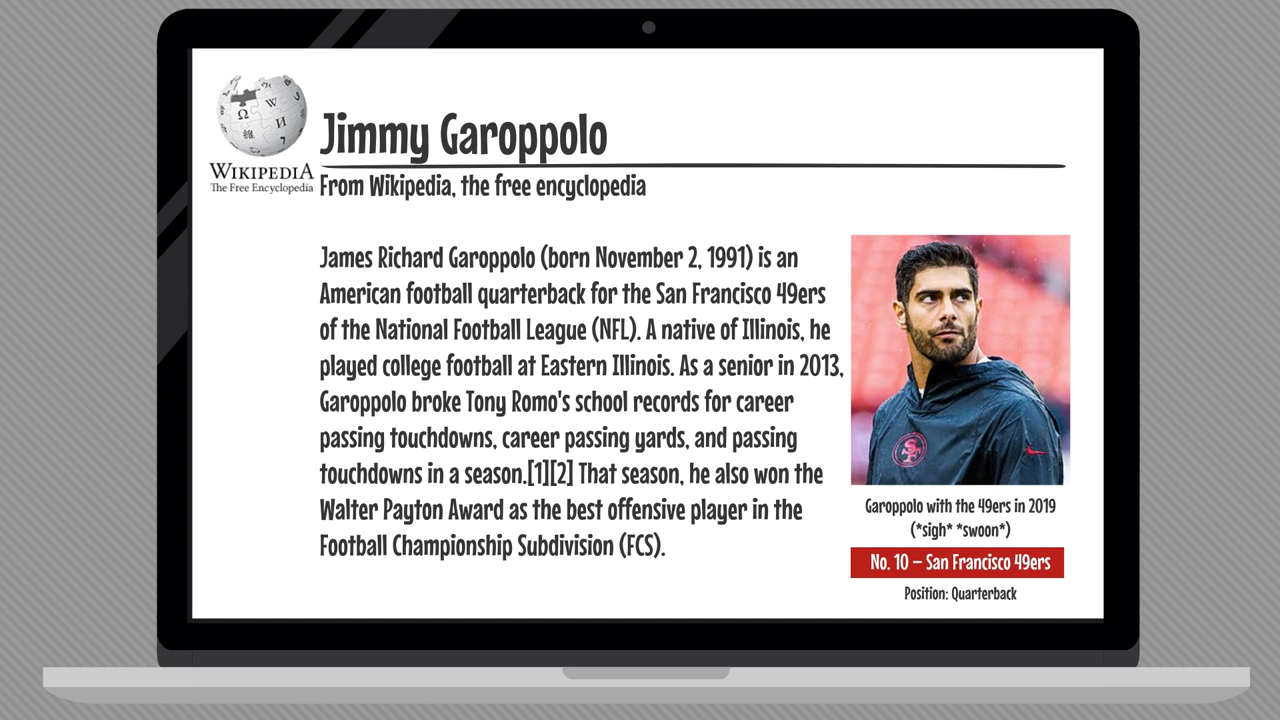 WIKIPEDIA
The Free Encyclopedia
Jimmy Garoppolo
From Wikipedia, the free encyclopedia
James Richard Garoppolo (born November 2, 1991) is an
American football quarterback for the San Francisco 49ers
of the National Football League (NFL). A native of Illinois, he
played college football at Eastern Illinois. As a senior in 2013,
Garoppolo broke Tony Romo's school records for career
passing touchdowns, career passing yards, and passing
touchdowns in a season.[1][2] That season, he also won the
Walter Payton Award as the best offensive player in the
Football Championship Subdivision (FCS).
Garoppolo with the 49ers in 2019
(*sigh* *swoon*)
No. 10 – San Francisco 49ers
Position: Quarterback